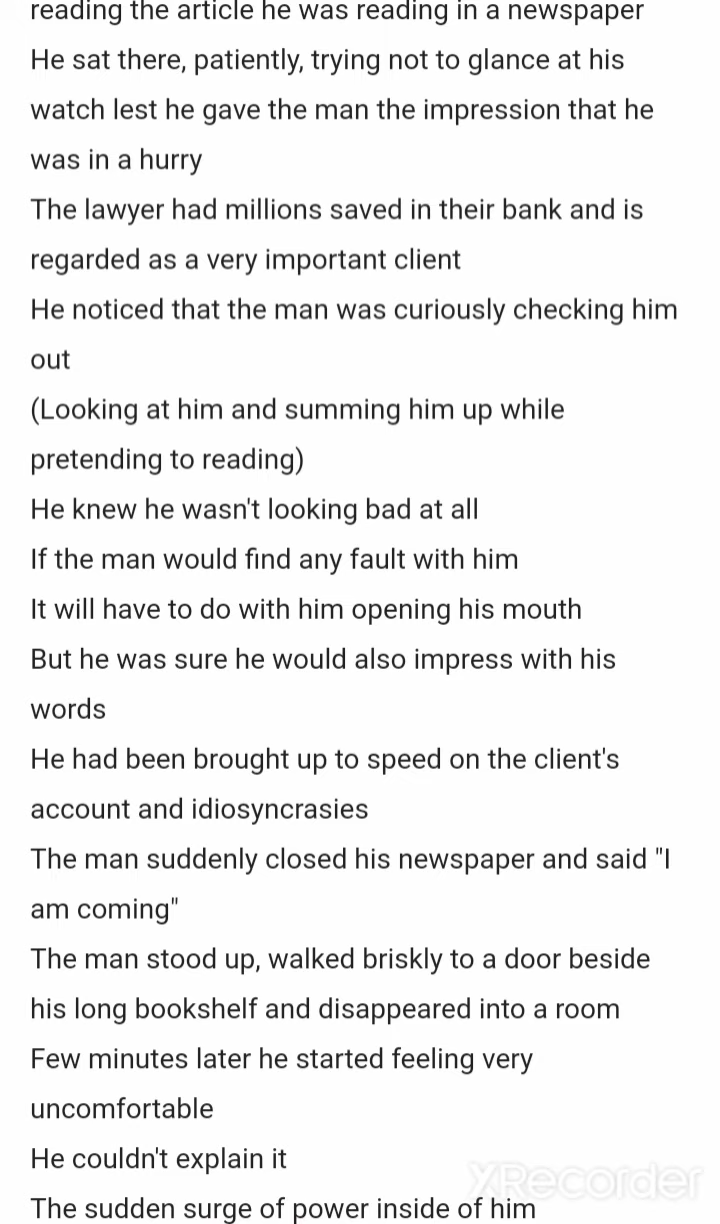 reading the article he was reading in a newspaper
He sat there, patiently, trying not to glance at his
watch lest he gave the man the impression that he
was in a hurry
The lawyer had millions saved in their bank and is
regarded as a very important client
He noticed that the man was curiously checking him
out
(Looking at him and summing him up while
pretending to reading)
He knew he wasn't looking bad at all
If the man would find any fault with him
It will have to do with him opening his mouth
But he was sure he would also impress with his
words
He had been brought up to speed on the client's
account and idiosyncrasies
The man suddenly closed his newspaper and said "I
am coming"
The man stood up, walked briskly to a door beside
his long bookshelf and disappeared into a room
Few minutes later he started feeling very
uncomfortable
He couldn't explain it
XRecorder
The sudden surge of power inside of him